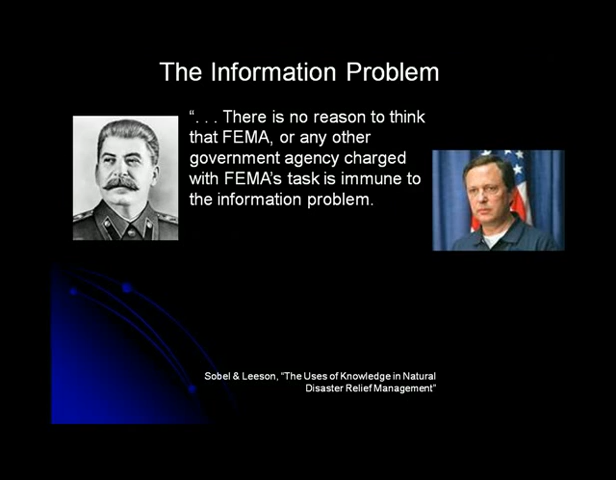 The Information Problem
“. . . There is no reason to think
that FEMA, or any other
government agency charged
with FEMA’s task is immune to
the information problem.
Sobel & Leeson, “The Uses of Knowledge in Natural
Disaster Relief Management”